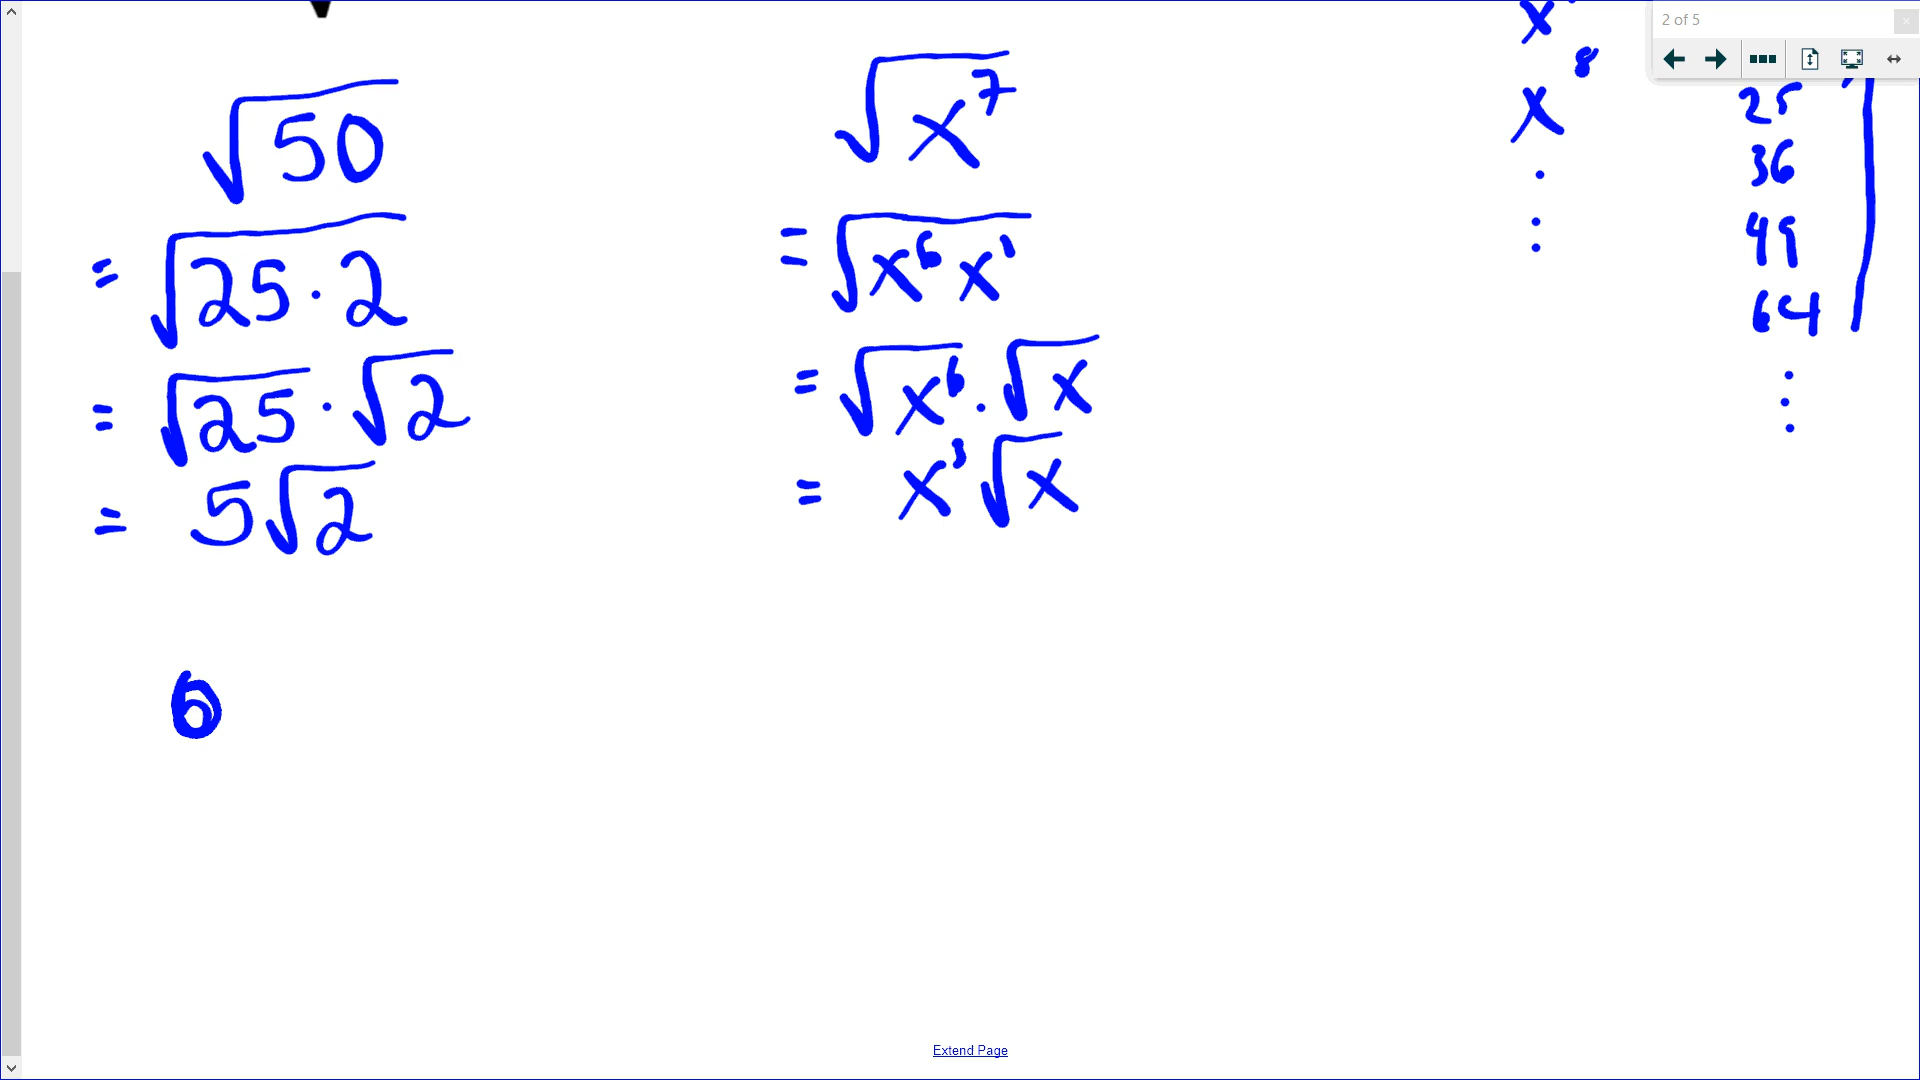 √50
= √25·2
= √25 · √2
= 5√2
6
√x⁷
= √x⁶x¹
= √x⁶ · √x
= x³√x
x
x⁸
25
36
49
64
2 of 5
Extend Page